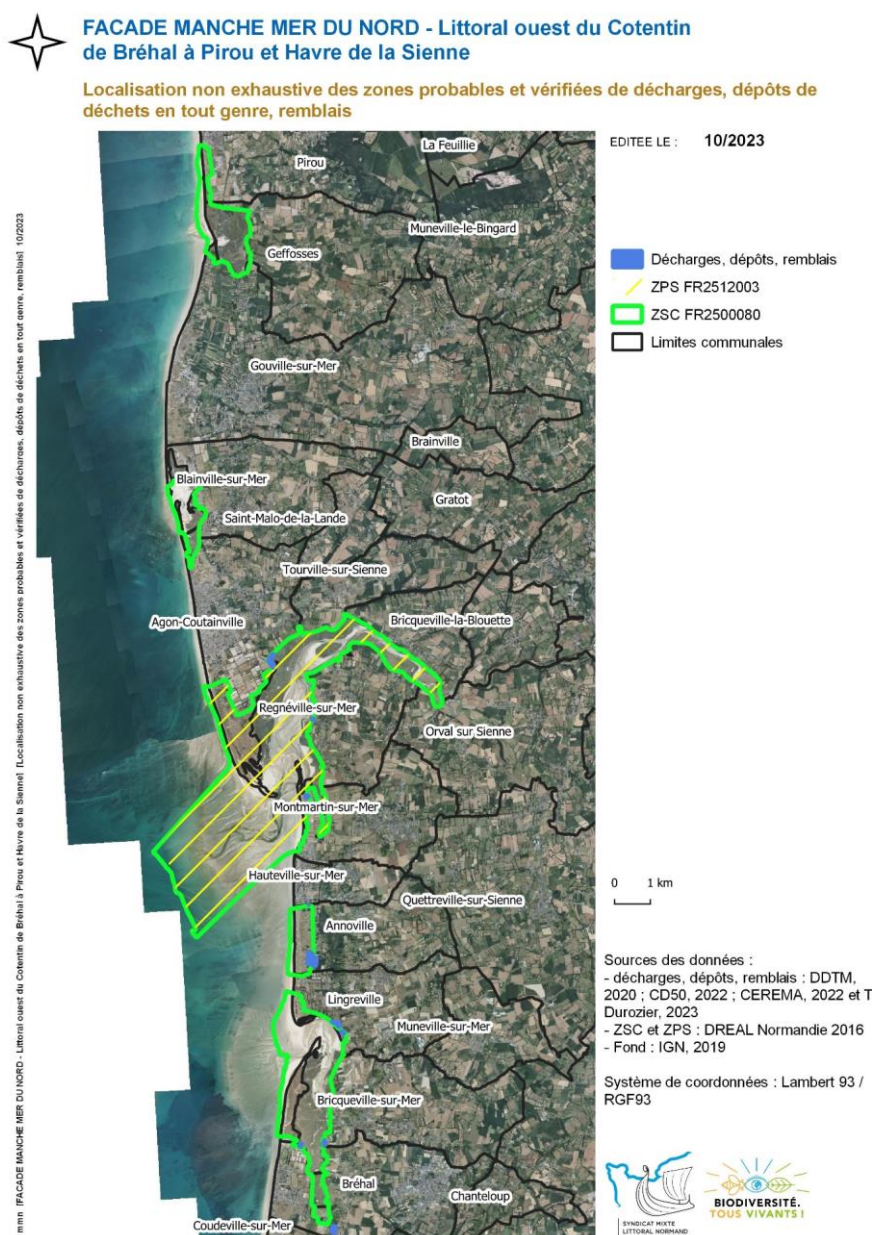 FACADE MANCHE MER DU NORD - Littoral ouest du Cotentin
de Bréhal à Pirou et Havre de la Sienne
Localisation non exhaustive des zones probables et vérifiées de décharges, dépôts de
déchets en tout genre, remblais
EDITEE LE : 10/2023
Décharges, dépôts, remblais
ZPS FR2512003
ZSC FR2500080
Limites communales
La Feuillie
Pirou
Muneville-le-Bingard
Geffosses
Gouville-sur-Mer
Brainville
Blainville-sur-Mer
Gratot
Saint-Malo-de-la-Lande
Tourville-sur-Sienne
Agon-Coutainville
Bricqueville-la-Blouette
Regnéville-sur-Mer
Orval sur Sienne
Montmartin-sur-Mer
Hauteville-sur-Mer
Quettreville-sur-Sienne
Annoville
Lingreville
Muneville-sur-Mer
Bricqueville-sur-Mer
Bréhal
Chanteloup
Coudeville-sur-Mer
0 1 km
Sources des données :
- décharges, dépôts, remblais : DDTM,
2020 ; CD50, 2022 ; CEREMA, 2022 et T
Durozier, 2023
- ZSC et ZPS : DREAL Normandie 2016
- Fond : IGN, 2019
Système de coordonnées : Lambert 93 /
RGF93
SYNDICAT MIXTE
LITTORAL NORMAND
BIODIVERSITÉ.
TOUS VIVANTS !
mmn [FACADE MANCHE MER DU NORD - Littoral ouest du Cotentin de Bréhal à Pirou et Havre de la Sienne] [Localisation non exhaustive des zones probables et vérifiées de décharges, dépôts de déchets en tout genre, remblais] 10/2023